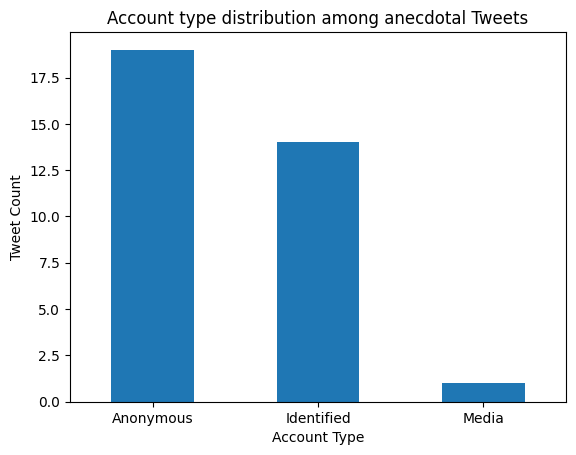 Account type distribution among anecdotal Tweets
17.5
15.0
12.5
10.0
7.5
5.0
2.5
0.0
Tweet Count
Anonymous
Identified
Media
Account Type